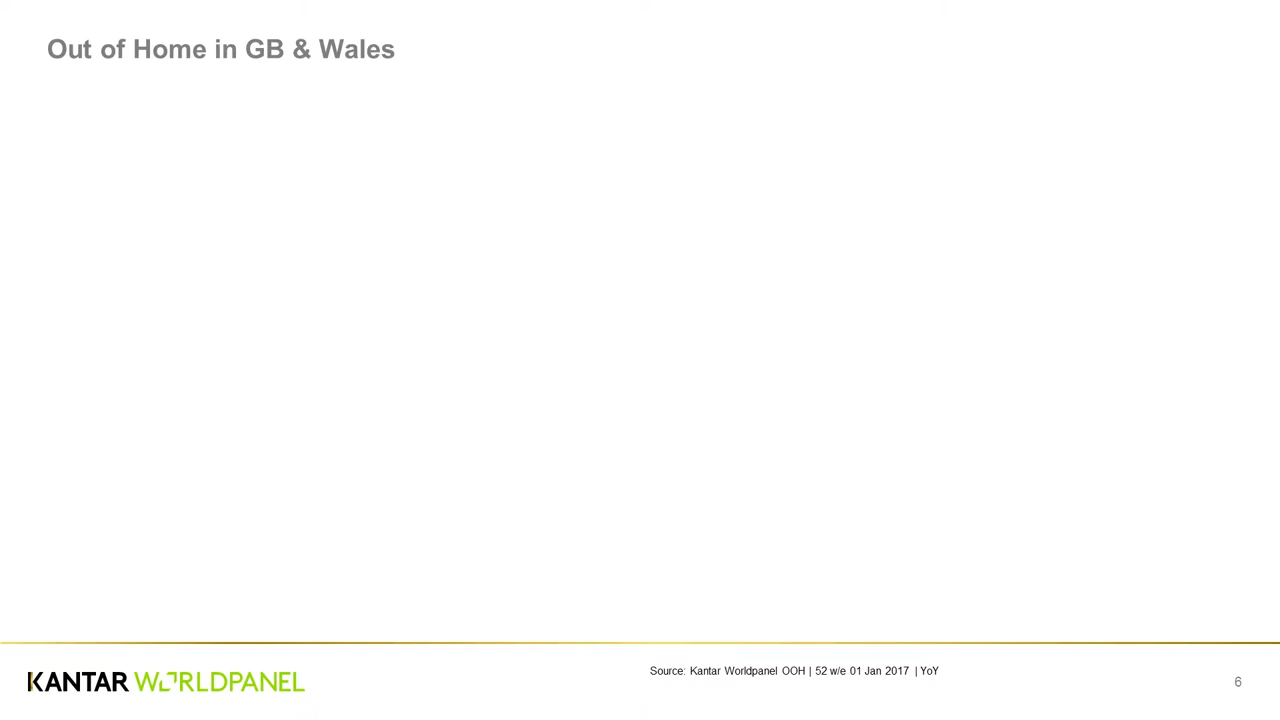 Out of Home in GB & Wales
Source: Kantar Worldpanel OOH | 52 w/e 01 Jan 2017 | YoY
KANTAR WORLDPANEL
6